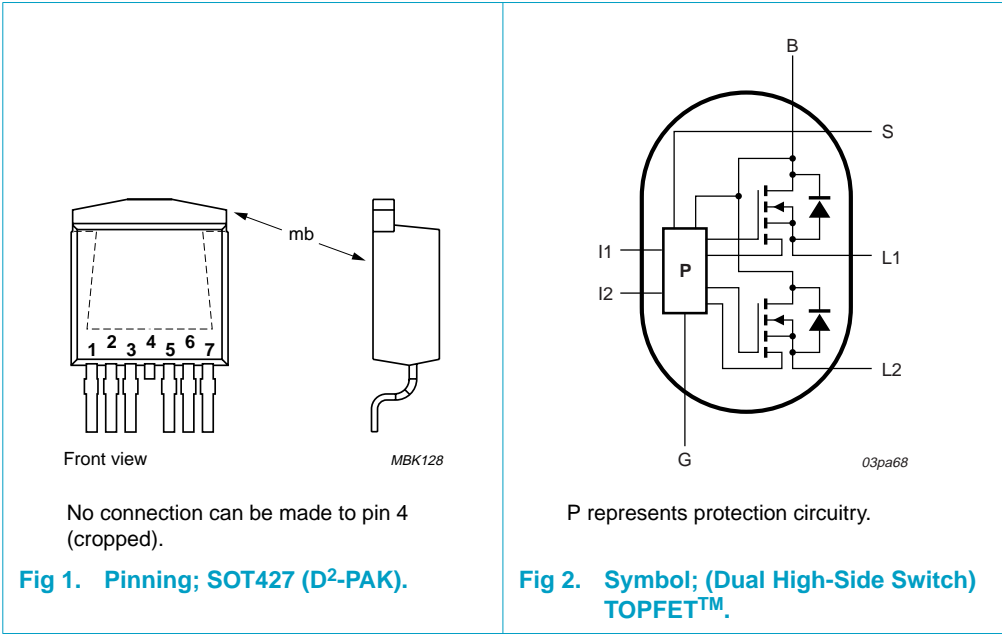 mb
1 2 3 4 5 6 7
Front view
MBK128
No connection can be made to pin 4
(cropped).
Fig 1. Pinning; SOT427 (D2-PAK).
B
S
I1
P
L1
I2
L2
G
03pa68
P represents protection circuitry.
Fig 2. Symbol; (Dual High-Side Switch)
TOPFETTM.